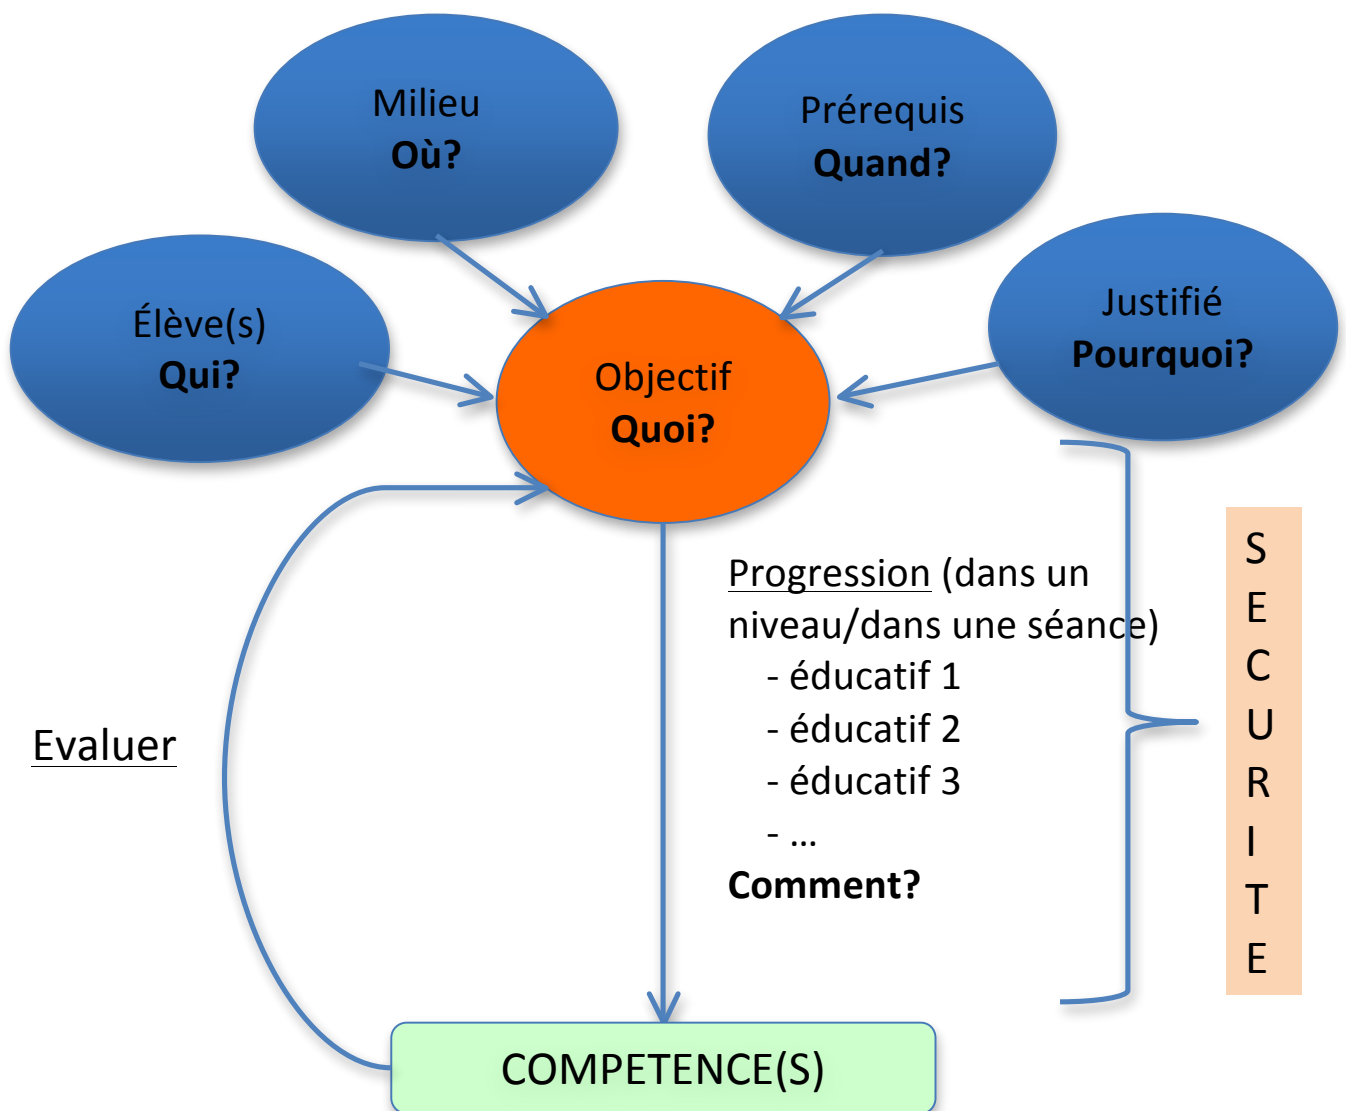 Milieu
Où?
Prérequis
Quand?
Élève(s)
Qui?
Justifié
Pourquoi?
Objectif
Quoi?
Progression (dans un
niveau/dans une séance)
- éducatif 1
- éducatif 2
- éducatif 3
- ...
Comment?
Evaluer
S
E
C
U
R
I
T
E
COMPETENCE(S)